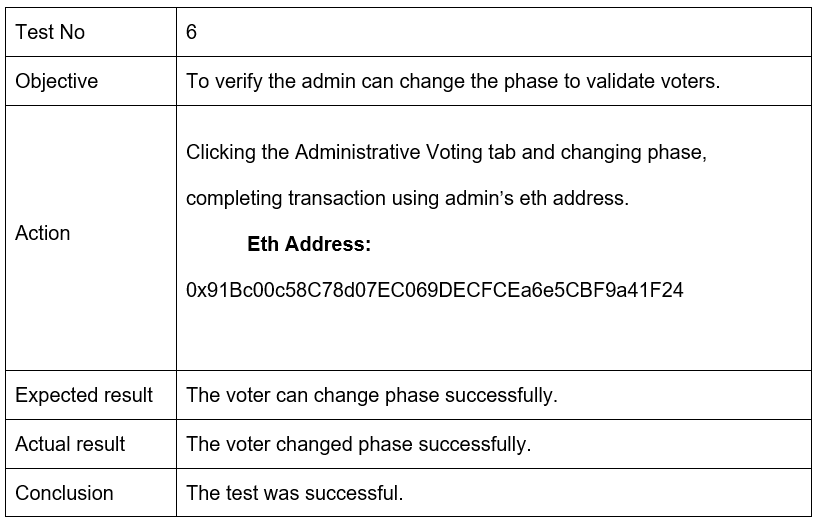 Test No 6
Objective To verify the admin can change the phase to validate voters.
Action
Clicking the Administrative Voting tab and changing phase,
completing transaction using admin’s eth address.
Eth Address:
0x91Bc00c58C78d07EC069DECFCEa6e5CBF9a41F24
Expected result The voter can change phase successfully.
Actual result The voter changed phase successfully.
Conclusion The test was successful.